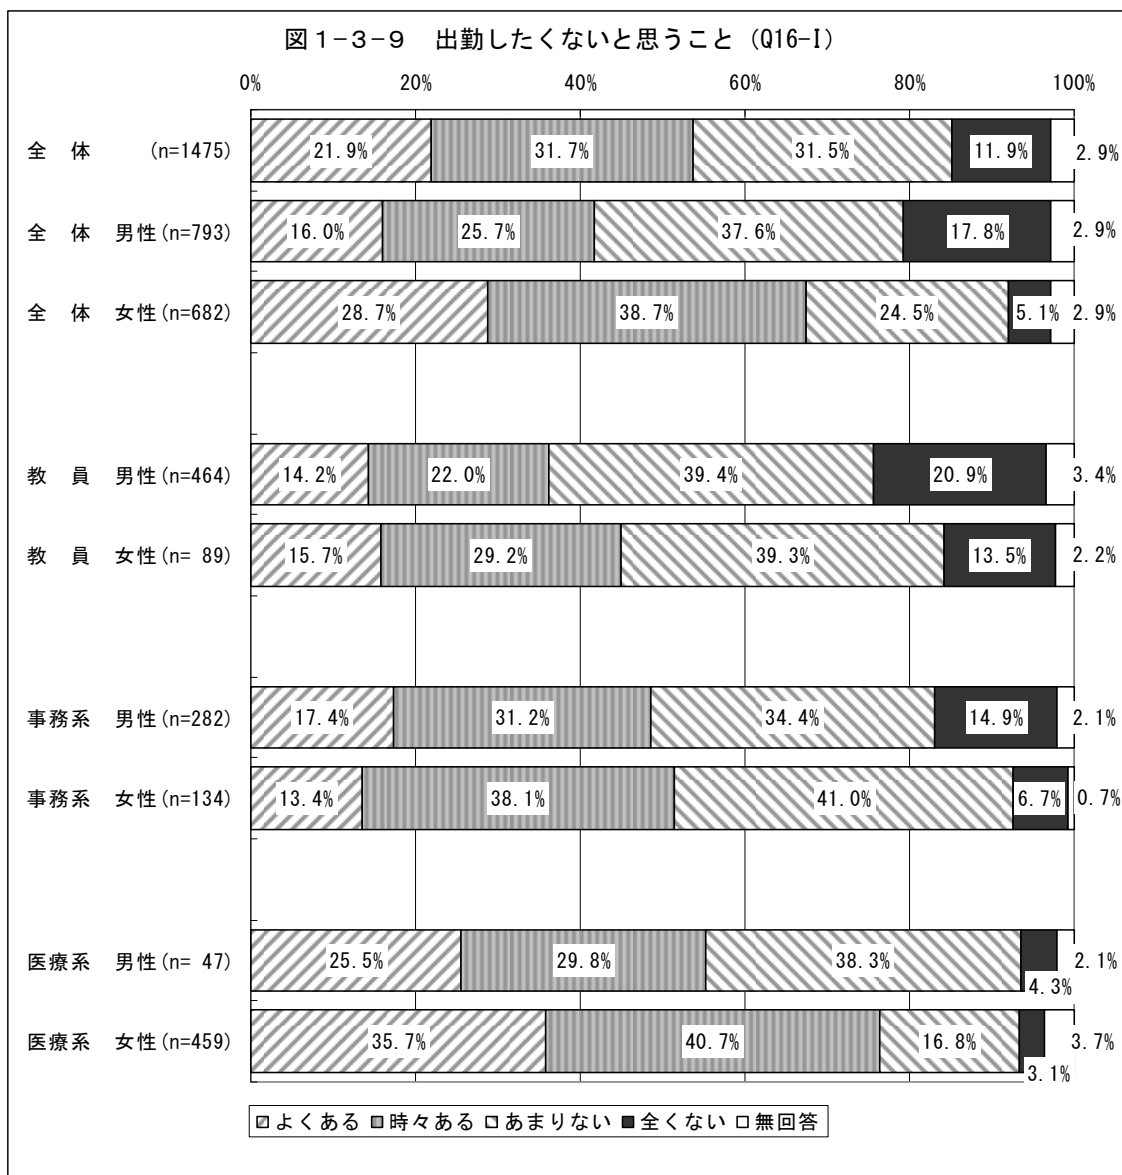 図1-3-9 出勤したくないと思うこと(Q16-I)
0% 20% 40% 60% 80% 100%
全 体 (n=1475) 21.9% 31.7% 31.5% 11.9% 2.9%
全 体 男性(n=793) 16.0% 25.7% 37.6% 17.8% 2.9%
全 体 女性(n=682) 28.7% 38.7% 24.5% 5.1% 2.9%
教 員 男性(n=464) 14.2% 22.0% 39.4% 20.9% 3.4%
教 員 女性(n= 89) 15.7% 29.2% 39.3% 13.5% 2.2%
事務系 男性(n=282) 17.4% 31.2% 34.4% 14.9% 2.1%
事務系 女性(n=134) 13.4% 38.1% 41.0% 6.7% 0.7%
医療系 男性(n= 47) 25.5% 29.8% 38.3% 4.3% 2.1%
医療系 女性(n=459) 35.7% 40.7% 16.8% 3.1% 3.7%
よくある 時々ある あまりない 全くない 無回答